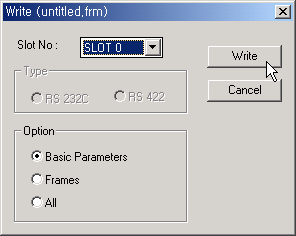 Write (untitled,frm)
Slot No : SLOT 0
Write
Type
RS 232C RS 422
Cancel
Option
Basic Parameters
Frames
All